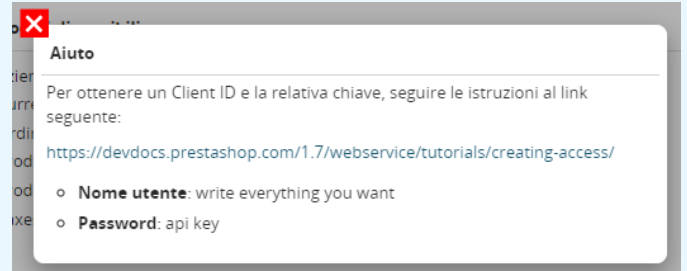 Aiuto
Per ottenere un Client ID e la relativa chiave, seguire le istruzioni al link
seguente:
https://devdocs.prestashop.com/1.7/webservice/tutorials/creating-access/
Nome utente: write everything you want
Password: api key